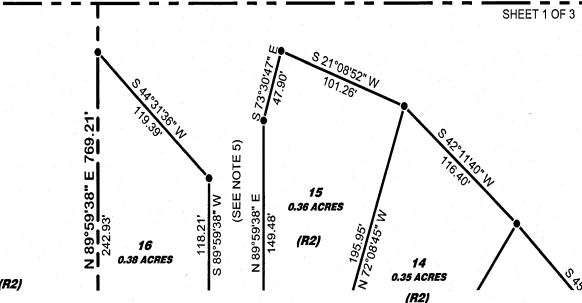 SHEET 1 OF 3
S 44°31'36" W
119.39'
S 73°30'47" E
47.90'
S 21°08'52" W
101.26'
S 42°11'40" W
116.40'
N 89°59'38" E 769.21'
242.93'
16
0.38 ACRES
118.21'
S 89°59'38" W
(SEE NOTE 5)
N 89°59'38" E
149.48'
15
0.36 ACRES
(R2)
195.95'
N 72°08'45" W
14
0.35 ACRES
(R2)
(R2)